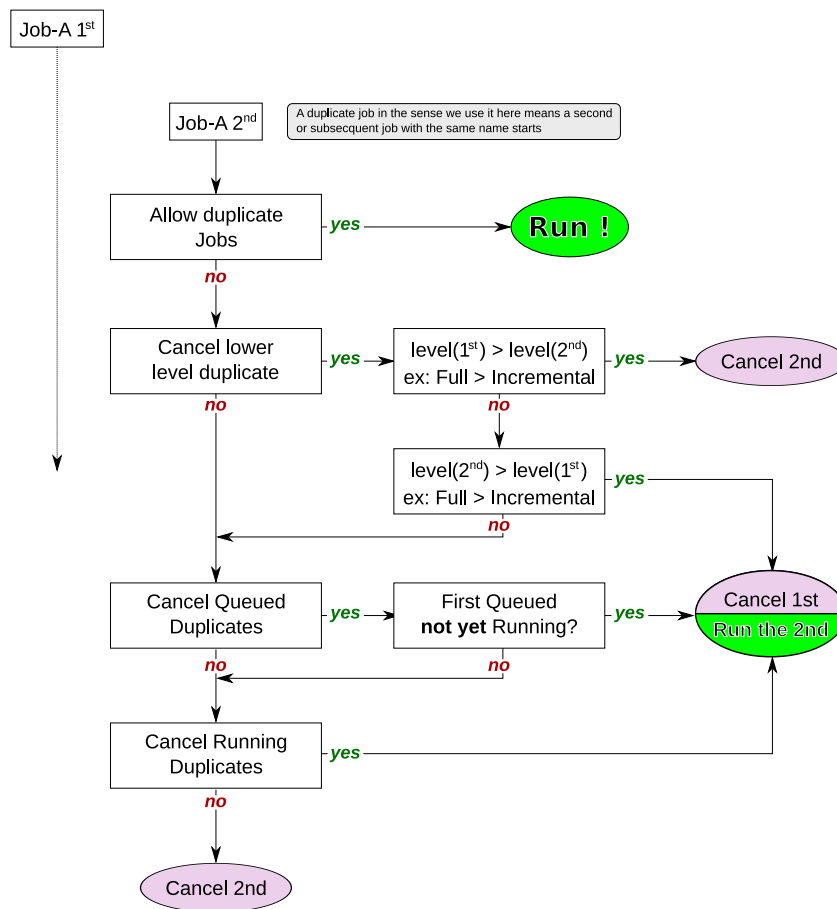 Job-A 1st
Job-A 2nd
A duplicate job in the sense we use it here means a second
or subsecquent job with the same name starts
Allow duplicate
Jobs
yes
Run !
no
Cancel lower
level duplicate
yes
level(1st) > level(2nd)
ex: Full > Incremental
yes
Cancel 2nd
no
no
level(2nd) > level(1st)
ex: Full > Incremental
yes
no
Cancel Queued
Duplicates
yes
First Queued
not yet Running?
yes
Cancel 1st
Run the 2nd
no
no
Cancel Running
Duplicates
yes
no
Cancel 2nd